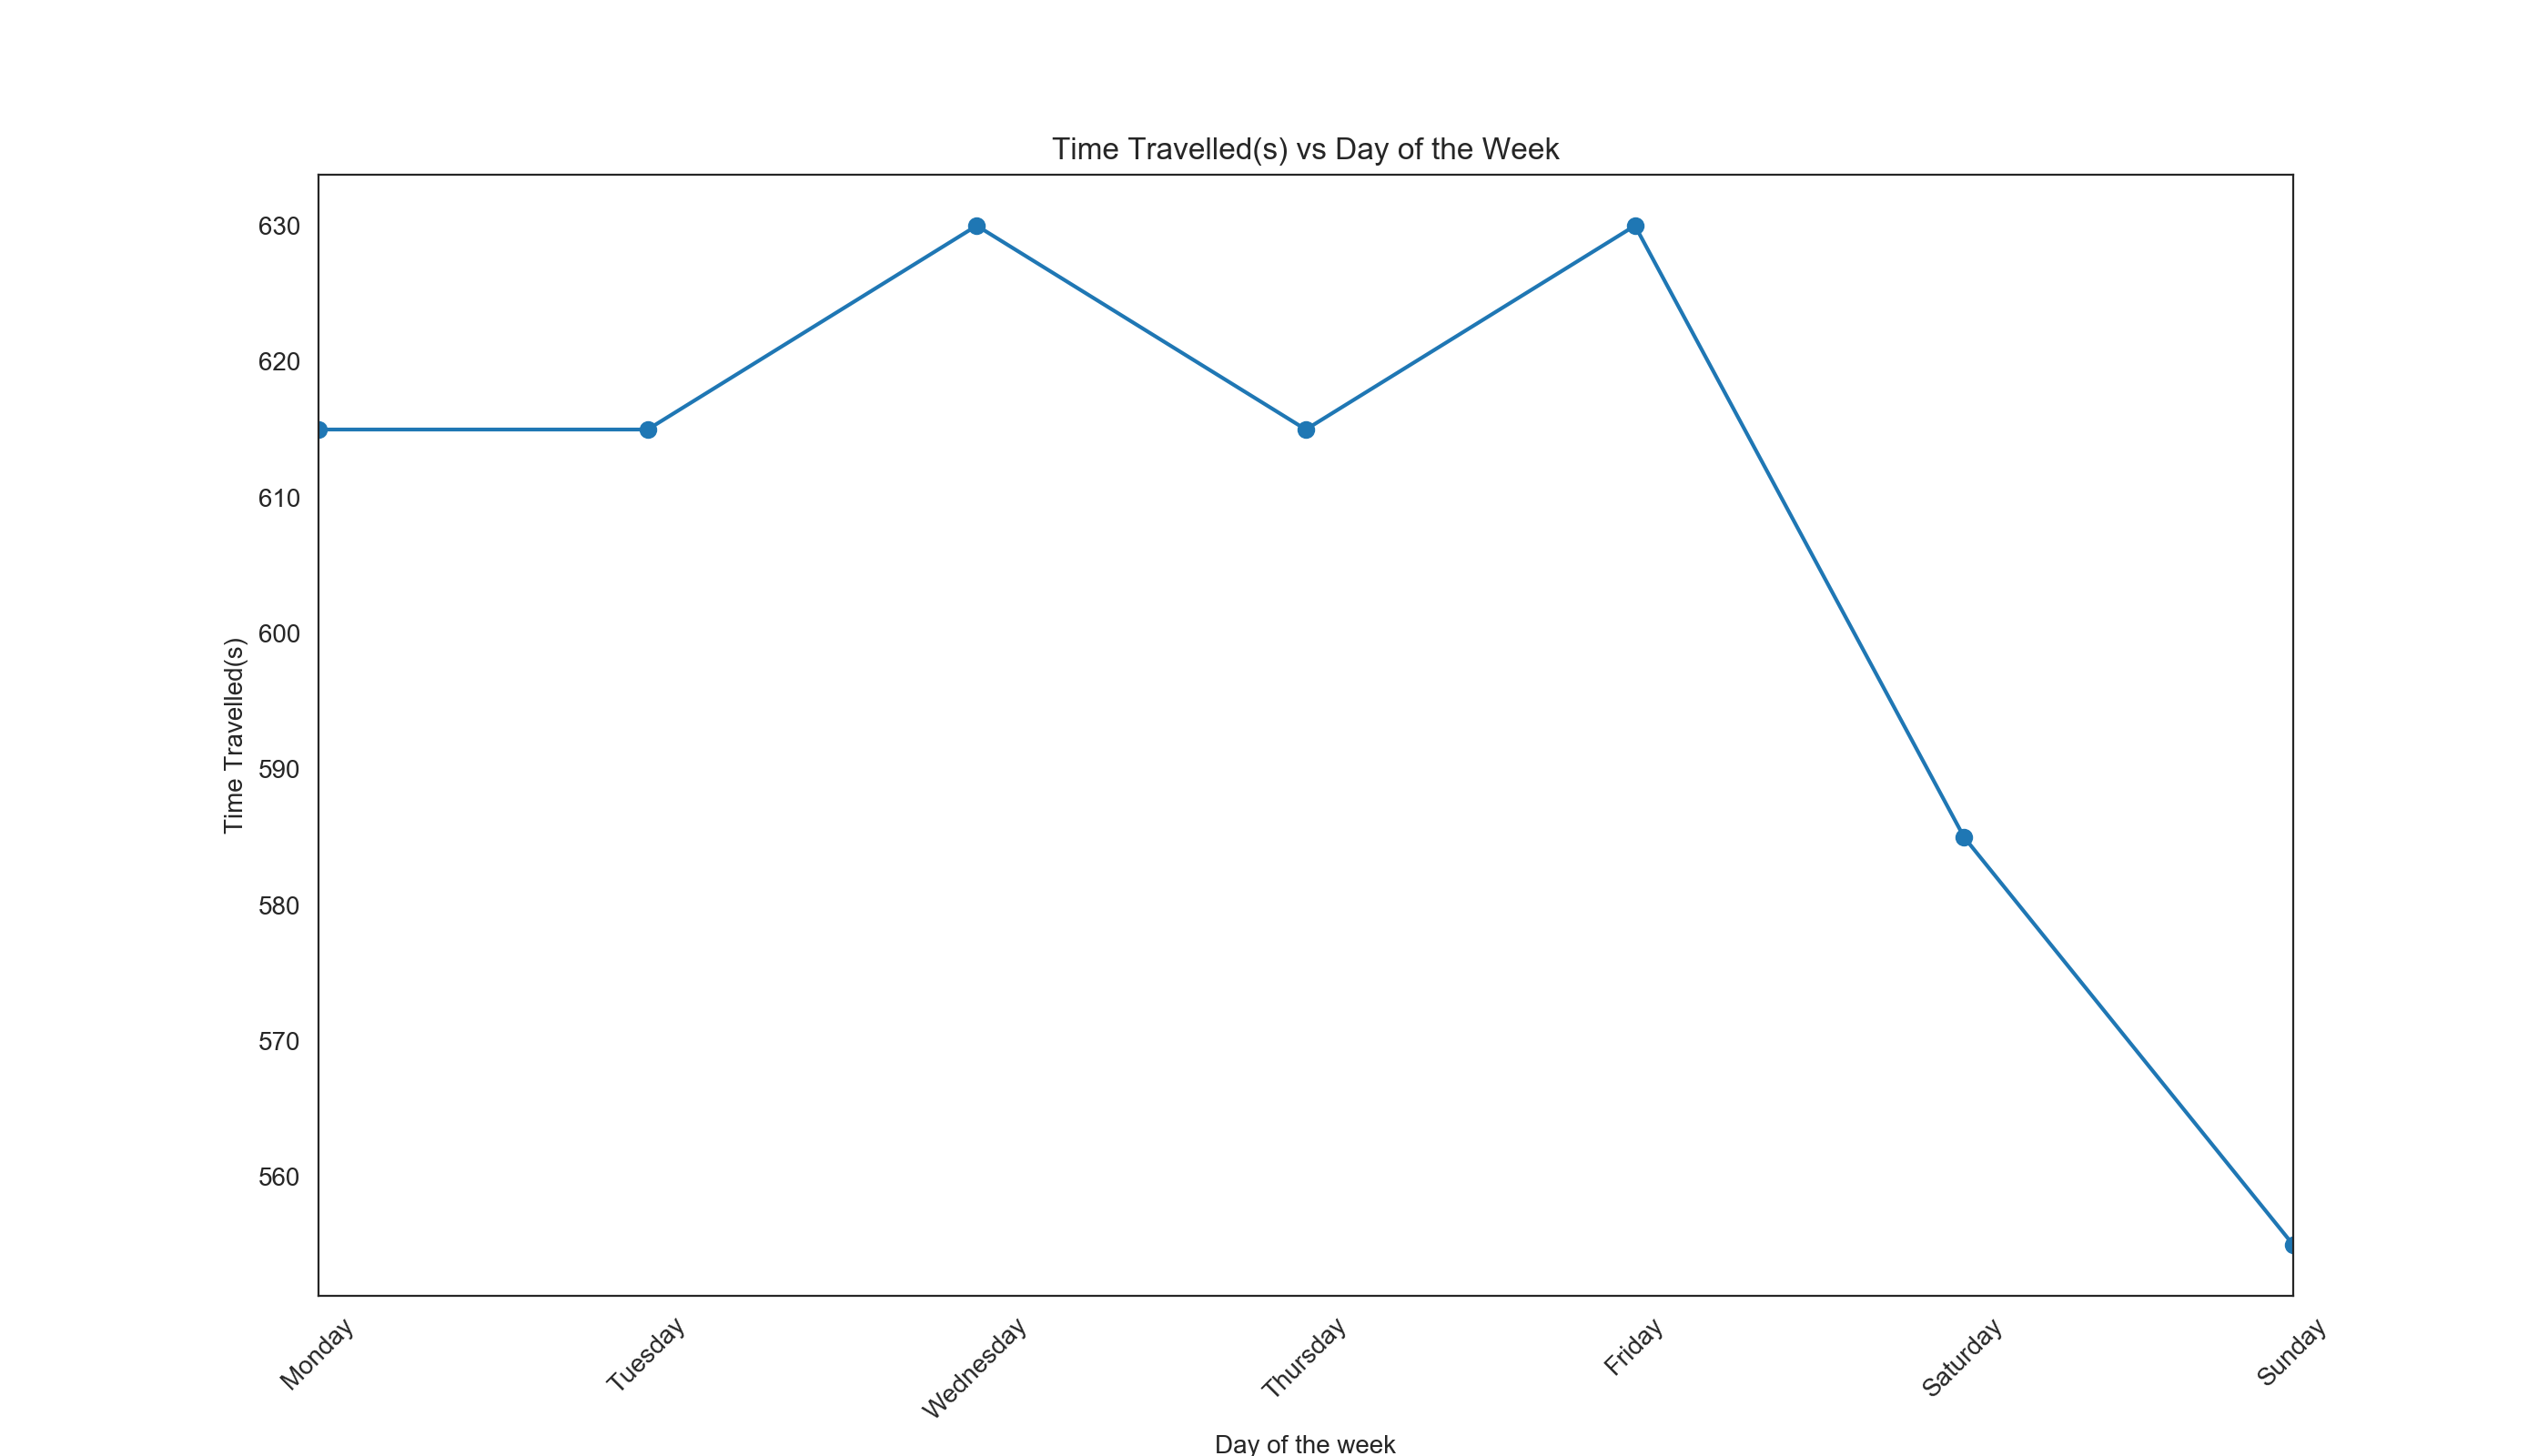 Time Travelled(s) vs Day of the Week
630
620
610
600
590
580
570
560
Time Travelled(s)
Monday
Tuesday
Wednesday
Thursday
Friday
Saturday
Sunday
Day of the week